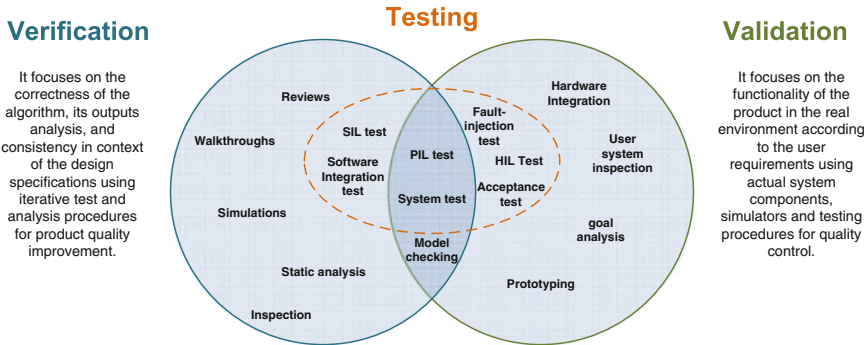 Testing
Verification
Validation
It focuses on the
correctness of the
algorithm, its outputs
analysis, and
consistency in context
of the design
specifications using
iterative test and
analysis procedures
for product quality
improvement.
Reviews
Walkthroughs
Simulations
Static analysis
Inspection
SIL test
Software
Integration
test
PIL test
System test
Model
checking
Fault-
injection
test
HIL Test
Acceptance
test
Hardware
Integration
User
system
inspection
goal
analysis
Prototyping
It focuses on the
functionality of the
product in the real
environment according
to the user
requirements using
actual system
components,
simulators and testing
procedures for quality
control.